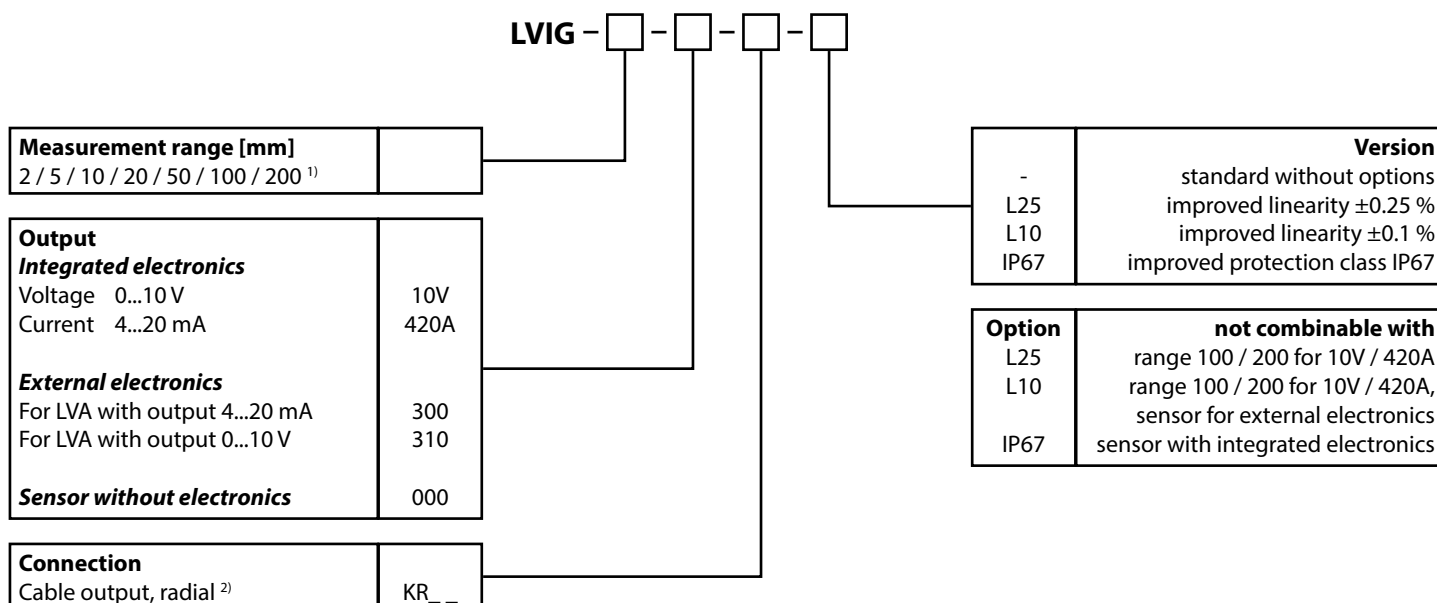 LVIG – – – –
Measurement range [mm]
2 / 5 / 10 / 20 / 50 / 100 / 200 1)
Output
Integrated electronics
Voltage 0...10 V 10V
Current 4...20 mA 420A
External electronics
For LVA with output 4...20 mA 300
For LVA with output 0...10 V 310
Sensor without electronics 000
Connection
Cable output, radial 2) KR_ _
Version
- standard without options
L25 improved linearity ±0.25 %
L10 improved linearity ±0.1 %
IP67 improved protection class IP67
Option not combinable with
L25 range 100 / 200 for 10V / 420A
L10 range 100 / 200 for 10V / 420A,
sensor for external electronics
IP67 sensor with integrated electronics